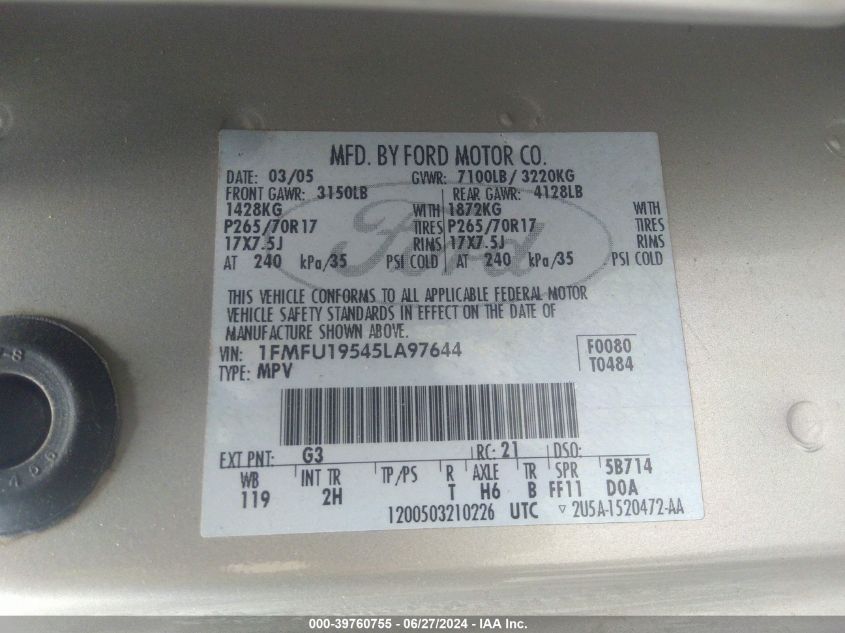 MFD. BY FORD MOTOR CO.
DATE: 03/05 GVWR: 7100LB/ 3220KG
FRONT GAWR: 3150LB REAR GAWR: 4128LB
1428KG WITH 1872KG WITH
P265/70R17 TIRES P265/70R17 TIRES
17X7.5J RIMS 17X7.5J RIMS
AT 240 kPa/35 PSI COLD AT 240 kPa/35 PSI COLD
Ford
THIS VEHICLE CONFORMS TO ALL APPLICABLE FEDERAL MOTOR
VEHICLE SAFETY STANDARDS IN EFFECT ON THE DATE OF
MANUFACTURE SHOWN ABOVE.
VIN: 1FMFU19545LA97644 F0080
TYPE: MPV T0484
EXT PNT: G3 RC: 21 DSO:
WB INT TR TP/PS R AXLE TR SPR 5B714
119 2H T H6 B FF11 D0A
1200503210226 UTC ▽ 2U5A-1520472-AA
000-39760755 - 06/27/2024 - IAA Inc.